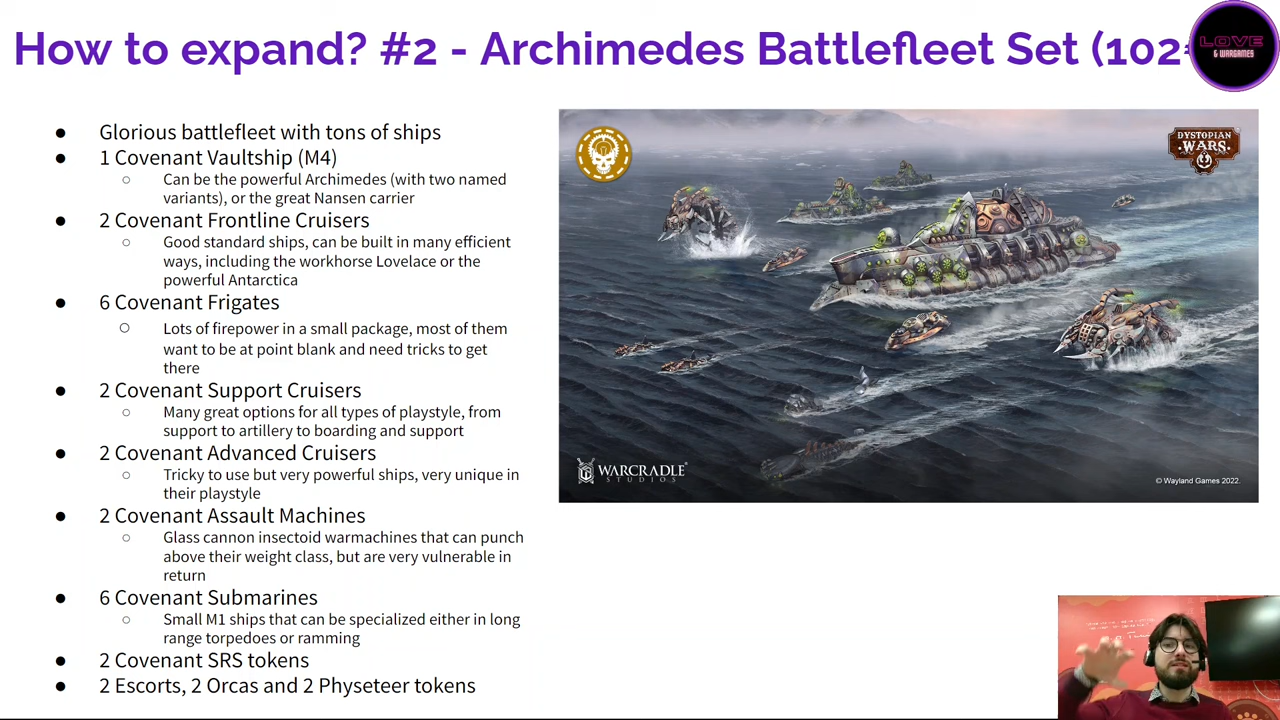 How to expand? #2 - Archimedes Battlefleet Set (102
LOVE
& WARGAMES
● Glorious battlefleet with tons of ships
● 1 Covenant Vaultship (M4)
○ Can be the powerful Archimedes (with two named
variants), or the great Nansen carrier
● 2 Covenant Frontline Cruisers
○ Good standard ships, can be built in many efficient
ways, including the workhorse Lovelace or the
powerful Antarctica
● 6 Covenant Frigates
○ Lots of firepower in a small package, most of them
want to be at point blank and need tricks to get
there
● 2 Covenant Support Cruisers
○ Many great options for all types of playstyle, from
support to artillery to boarding and support
● 2 Covenant Advanced Cruisers
○ Tricky to use but very powerful ships, very unique in
their playstyle
● 2 Covenant Assault Machines
○ Glass cannon insectoid warmachines that can punch
above their weight class, but are very vulnerable in
return
● 6 Covenant Submarines
○ Small M1 ships that can be specialized either in long
range torpedoes or ramming
● 2 Covenant SRS tokens
● 2 Escorts, 2 Orcas and 2 Physeteer tokens
DYSTOPIAN
WARS
WARCRADLE
STUDIOS
© Wayland Games 2022.